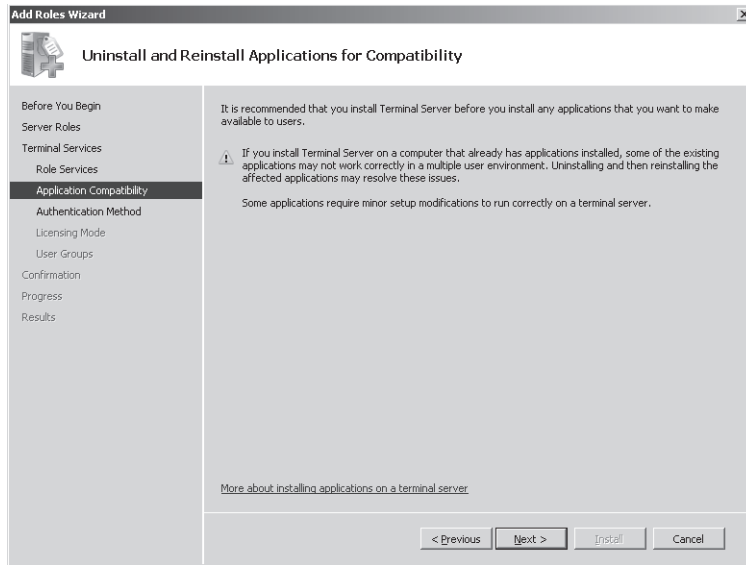 Add Roles Wizard
Uninstall and Reinstall Applications for Compatibility
Before You Begin
Server Roles
Terminal Services
Role Services
Application Compatibility
Authentication Method
Licensing Mode
User Groups
Confirmation
Progress
Results
It is recommended that you install Terminal Server before you install any applications that you want to make
available to users.
If you install Terminal Server on a computer that already has applications installed, some of the existing
applications may not work correctly in a multiple user environment. Uninstalling and then reinstalling the
affected applications may resolve these issues.
Some applications require minor setup modifications to run correctly on a terminal server.
More about installing applications on a terminal server
< Previous
Next >
Install
Cancel